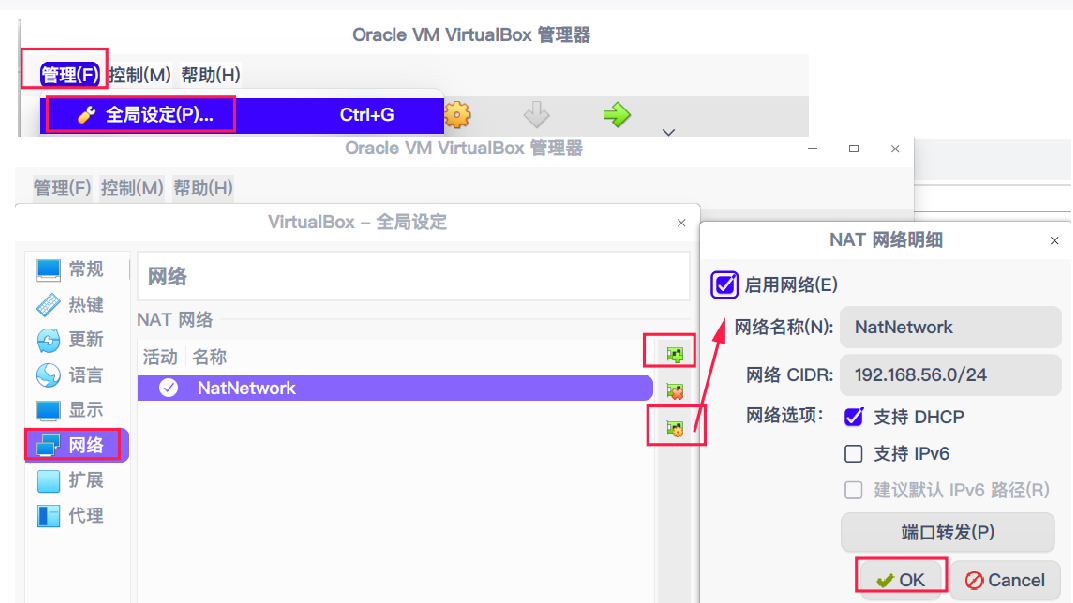 Oracle VM VirtualBox 管理器
管理(F) 控制(M) 帮助(H)
全局设定(P)... Ctrl+G
Oracle VM VirtualBox 管理器
管理(F) 控制(M) 帮助(H)
VirtualBox – 全局设定
常规
热键
更新
语言
显示
网络
扩展
代理
网络
NAT 网络
活动 名称
NatNetwork
NAT 网络明细
启用网络(E)
网络名称(N): NatNetwork
网络 CIDR: 192.168.56.0/24
网络选项: 支持 DHCP
支持 IPv6
建议默认 IPv6 路径(R)
端口转发(P)
OK Cancel